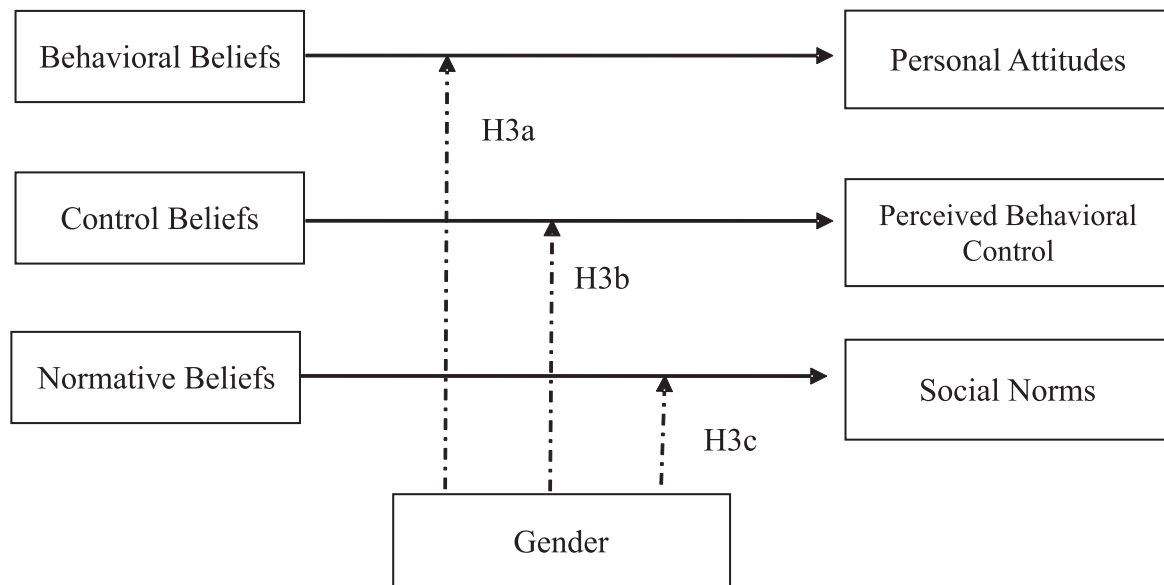 Behavioral Beliefs
Personal Attitudes
H3a
Control Beliefs
Perceived Behavioral
Control
H3b
Normative Beliefs
Social Norms
H3c
Gender